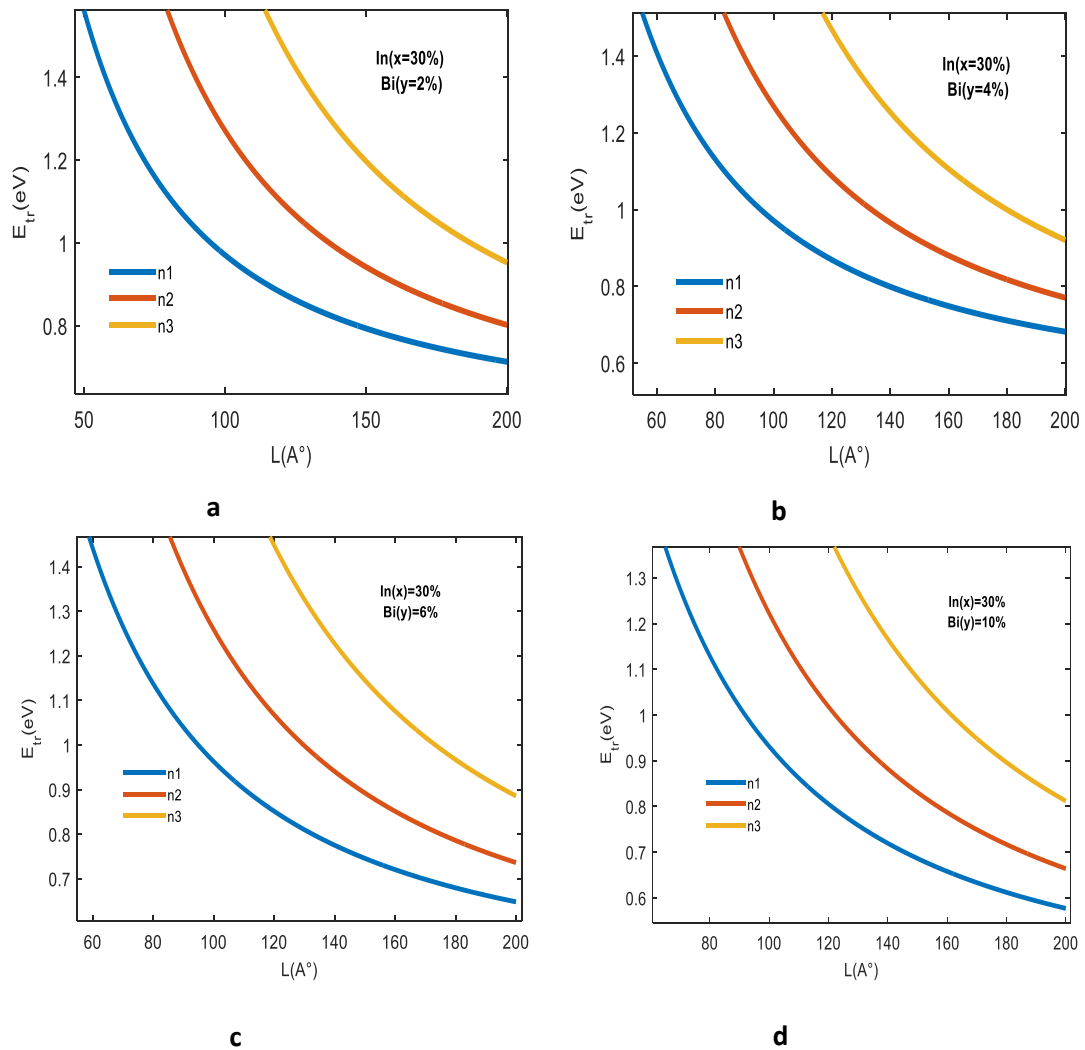 E_tr(eV)
1.4
1.2
1
0.8
In(x=30%)
Bi(y=2%)
n1
n2
n3
50 100 150 200
L(A°)
a
E_tr(eV)
1.4
1.2
1
0.8
0.6
In(x=30%)
Bi(y=4%)
n1
n2
n3
60 80 100 120 140 160 180 200
L(A°)
b
E_tr(eV)
1.4
1.3
1.2
1.1
1
0.9
0.8
0.7
In(x)=30%
Bi(y)=6%
n1
n2
n3
60 80 100 120 140 160 180 200
L(A°)
c
E_tr(eV)
1.3
1.2
1.1
1
0.9
0.8
0.7
0.6
In(x)=30%
Bi(y)=10%
n1
n2
n3
80 100 120 140 160 180 200
L(A°)
d